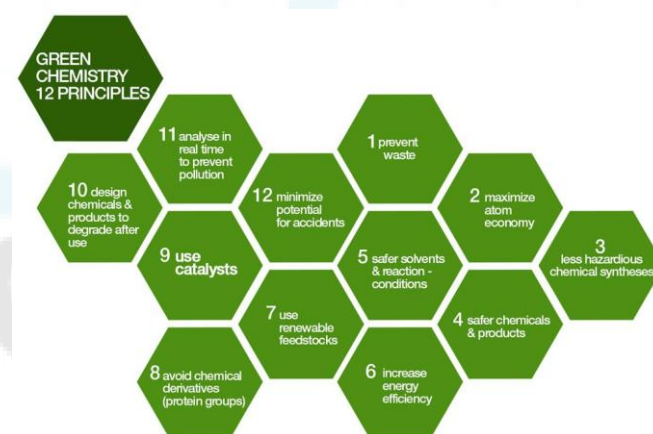 GREEN
CHEMISTRY
12 PRINCIPLES
1 prevent
waste
2 maximize
atom
economy
3
less hazardious
chemical syntheses
4 safer chemicals
& products
5 safer solvents
& reaction -
conditions
6 increase
energy
efficiency
7 use
renewable
feedstocks
8 avoid chemical
derivatives
(protein groups)
9 use
catalysts
10 design
chemicals &
products to
degrade after
use
11 analyse in
real time
to prevent
pollution
12 minimize
potential
for accidents